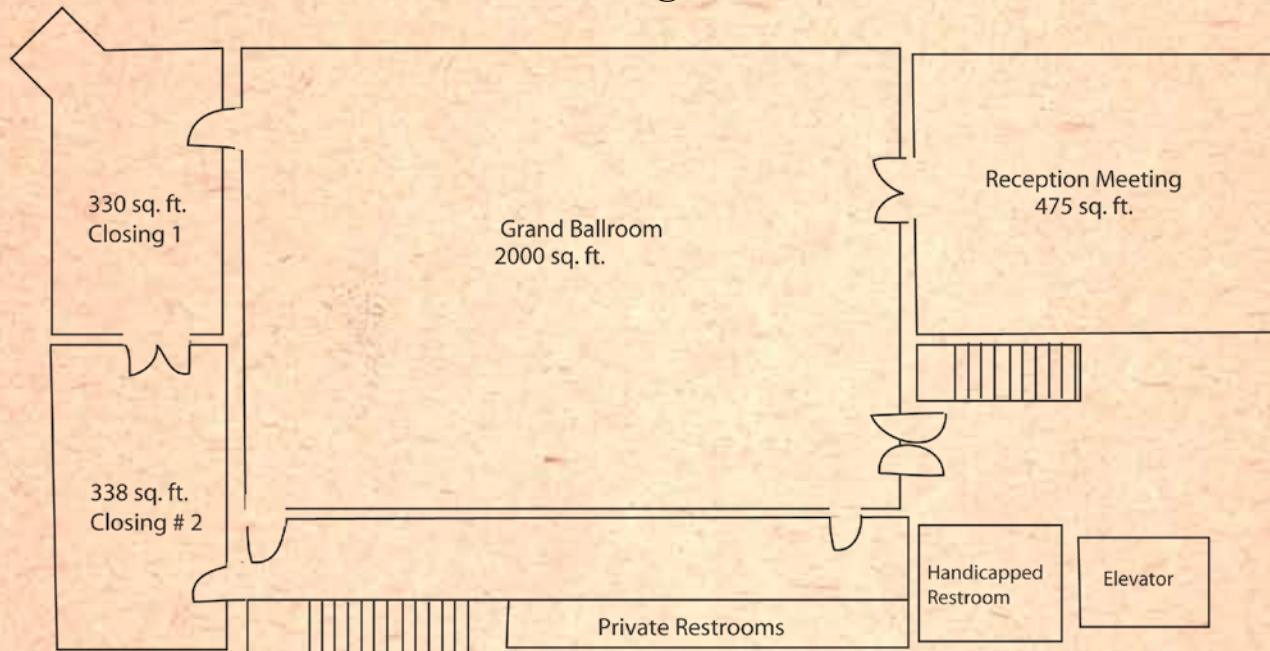 330 sq. ft.
Closing 1
Grand Ballroom
2000 sq. ft.
Reception Meeting
475 sq. ft.
338 sq. ft.
Closing # 2
Handicapped
Restroom
Elevator
Private Restrooms